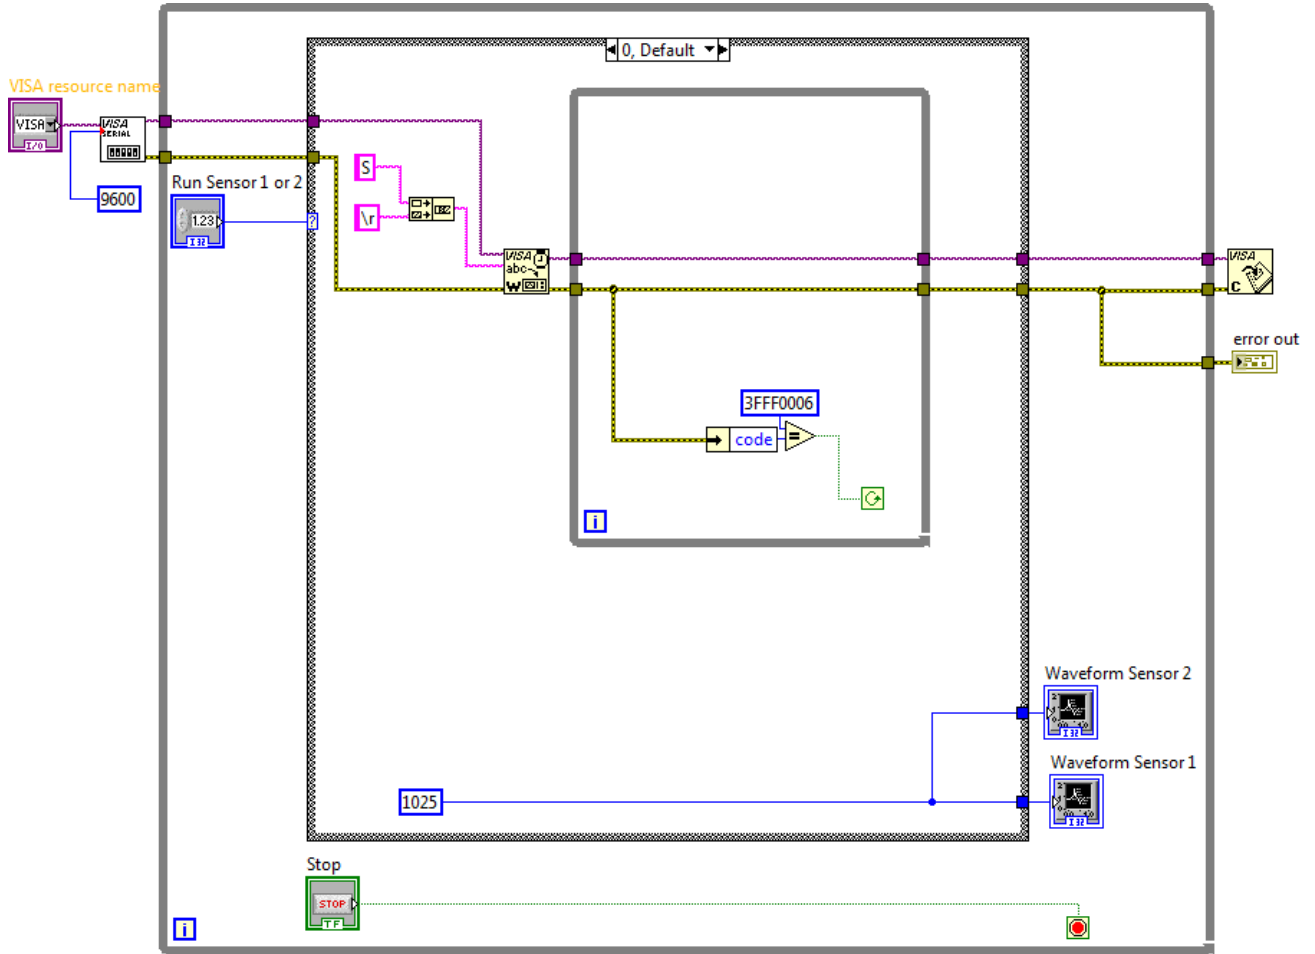 0, Default
VISA resource name
VISA
I/O
VISA
SERIAL
9600
Run Sensor 1 or 2
1.23
I32
?
S
\r
VISA
abc
W
VISA
C
error out
3FFF0006
code
=
i
Waveform Sensor 2
I32
Waveform Sensor 1
1025
I32
Stop
STOP
TF
i